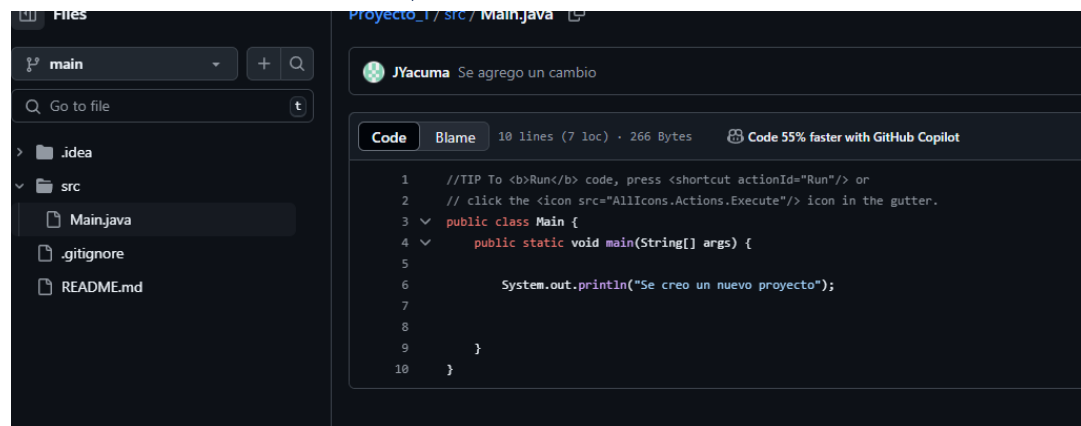 Files
Proyecto_1 / src / Main.java
main
Go to file
t
.idea
src
Main.java
.gitignore
README.md
JYacuma Se agrego un cambio
Code Blame 10 lines (7 loc) · 266 Bytes Code 55% faster with GitHub Copilot
1 //TIP To <b>Run</b> code, press <shortcut actionId="Run"/> or
2 // click the <icon src="AllIcons.Actions.Execute"/> icon in the gutter.
3 public class Main {
4 public static void main(String[] args) {
5
6 System.out.println("Se creo un nuevo proyecto");
7
8
9 }
10 }